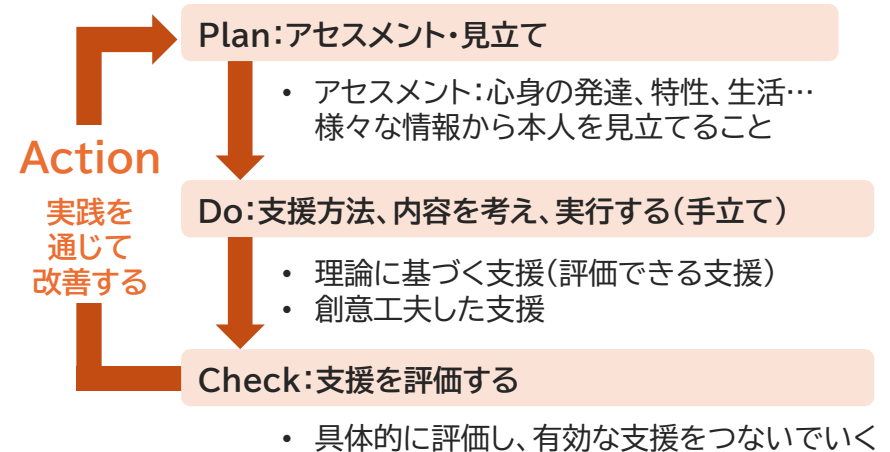 Plan：アセスメント・見立て
• アセスメント：心身の発達、特性、生活…
様々な情報から本人を見立てること
Action
実践を
通じて
改善する
Do：支援方法、内容を考え、実行する（手立て）
• 理論に基づく支援（評価できる支援）
• 創意工夫した支援
Check：支援を評価する
• 具体的に評価し、有効な支援をつないでいく